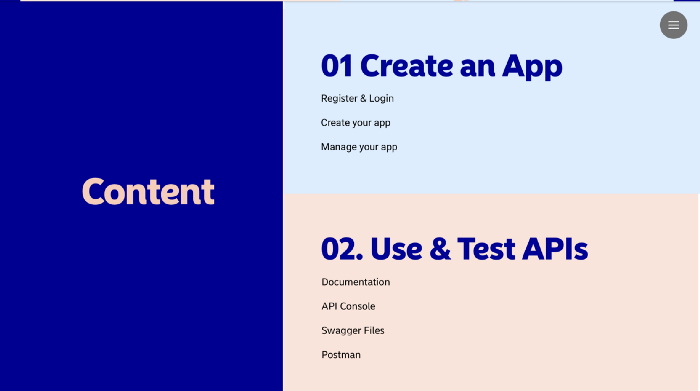 Content
01 Create an App
Register & Login
Create your app
Manage your app
02. Use & Test APIs
Documentation
API Console
Swagger Files
Postman